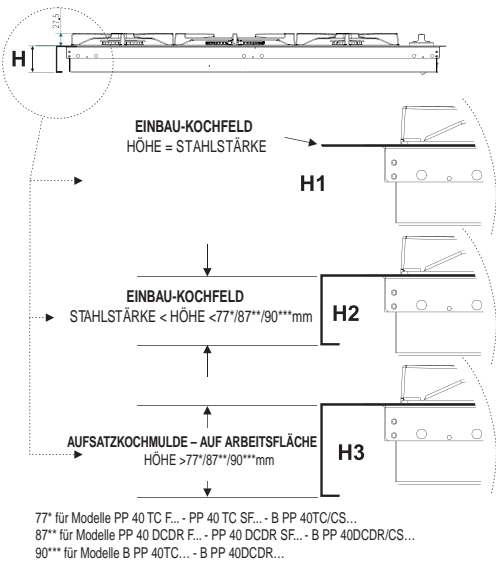 27,5
H
EINBAU-KOCHFELD
HÖHE = STAHLSTÄRKE
H1
EINBAU-KOCHFELD
STAHLSTÄRKE < HÖHE <77*/87**/90***mm
H2
AUFSATZKOCHMULDE – AUF ARBEITSFLÄCHE
HÖHE >77*/87**/90***mm
H3
77* für Modelle PP 40 TC F... - PP 40 TC SF... - B PP 40TC/CS...
87** für Modelle PP 40 DCDR F... - PP 40 DCDR SF... - B PP 40DCDR/CS...
90*** für Modelle B PP 40TC... - B PP 40DCDR...